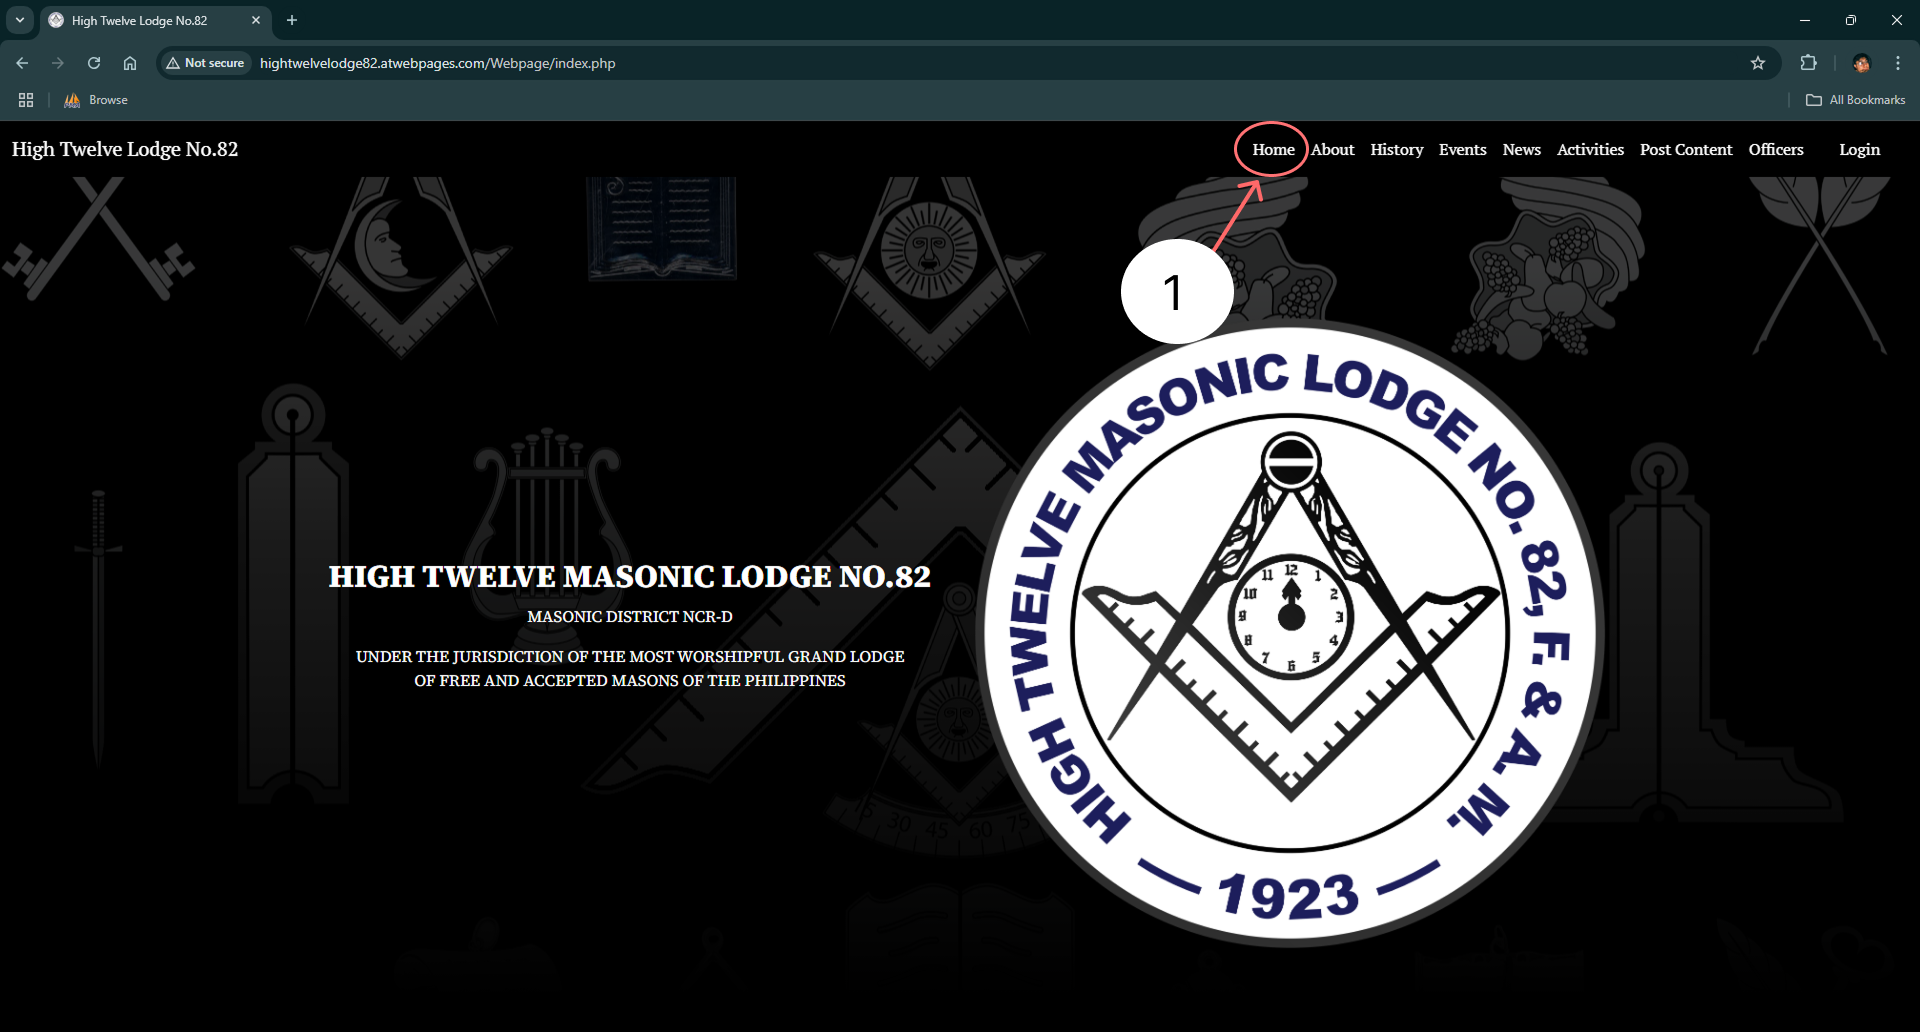 High Twelve Lodge No.82
Not secure
hightwelvelodge82.atwebpages.com/Webpage/index.php
Browse
All Bookmarks
High Twelve Lodge No.82
Home About History Events News Activities Post Content Officers Login
1
HIGH TWELVE MASONIC LODGE NO. 82, F. & A. M.
12
1
2
3
4
5
6
7
8
9
10
11
1923
HIGH TWELVE MASONIC LODGE NO.82
MASONIC DISTRICT NCR-D
UNDER THE JURISDICTION OF THE MOST WORSHIPFUL GRAND LODGE
OF FREE AND ACCEPTED MASONS OF THE PHILIPPINES
30 45 60 75